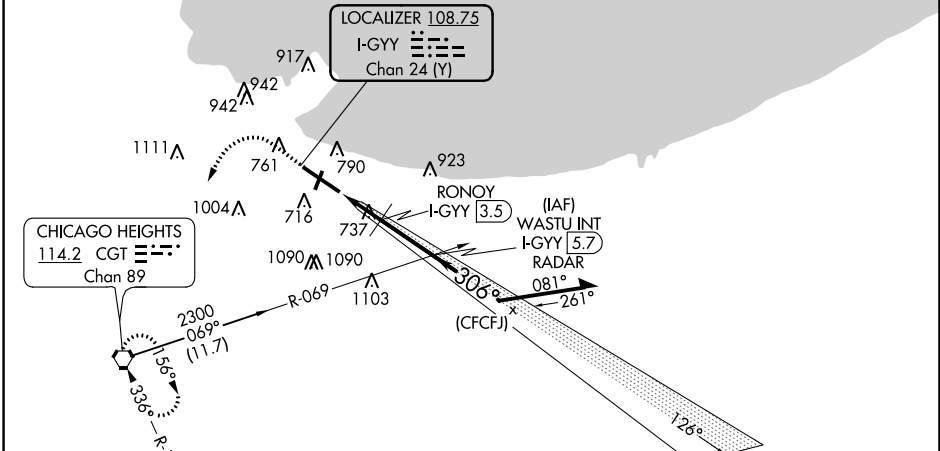 LOCALIZER 108.75
I-GYY
Chan 24 (Y)
917
942
942
1111
761
790
923
RONOY
I-GYY 3.5
(IAF)
WASTU INT
I-GYY 5.7
RADAR
1004
716
737
CHICAGO HEIGHTS
114.2 CGT
Chan 89
1090
1090
1103
306°
081°
261°
R-069
(CFCFJ)
x
2300
069°
(11.7)
156°
336°
R-
126°